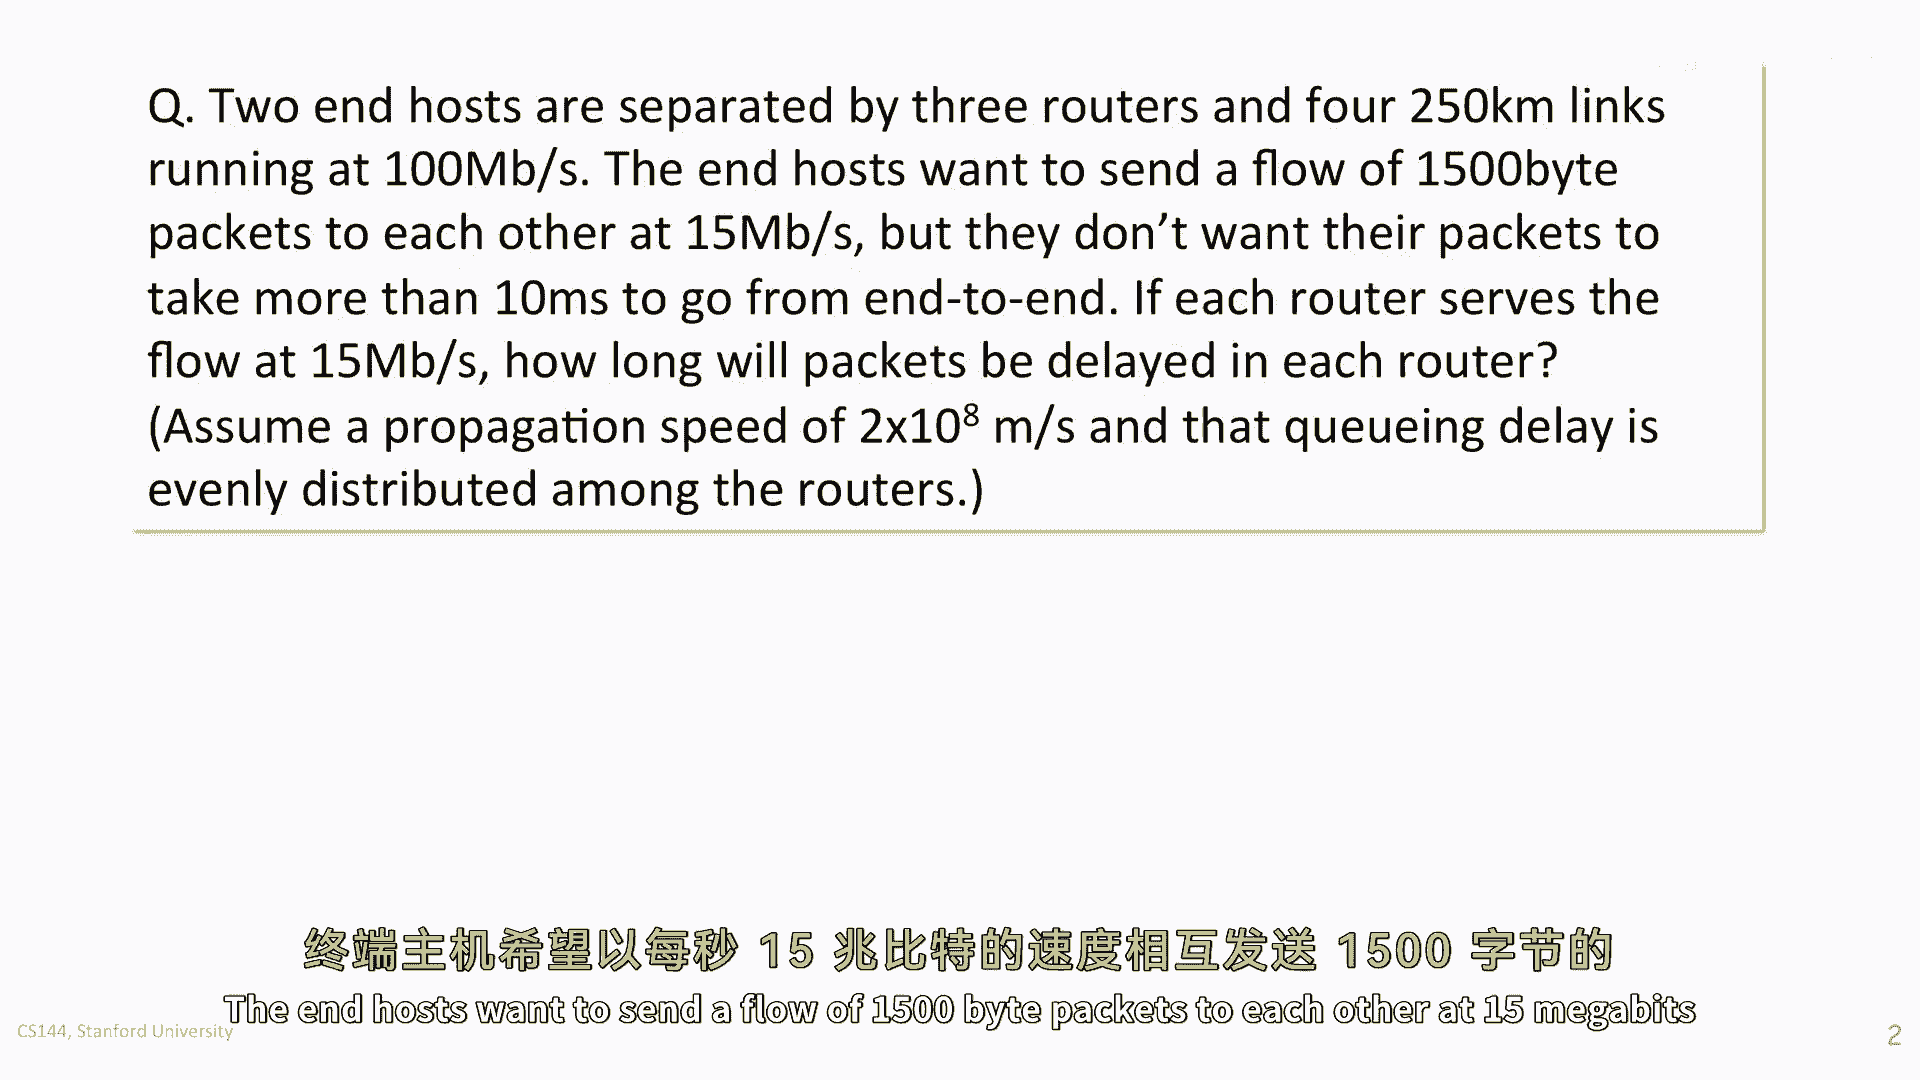 Q. Two end hosts are separated by three routers and four 250km links
running at 100Mb/s. The end hosts want to send a flow of 1500byte
packets to each other at 15Mb/s, but they don’t want their packets to
take more than 10ms to go from end-to-end. If each router serves the
flow at 15Mb/s, how long will packets be delayed in each router?
(Assume a propagation speed of 2x10⁸ m/s and that queueing delay is
evenly distributed among the routers.)
终端主机希望以每秒 15 兆比特的速度相互发送 1500 字节的
The end hosts want to send a flow of 1500 byte packets to each other at 15 megabits
CS144, Stanford University
2